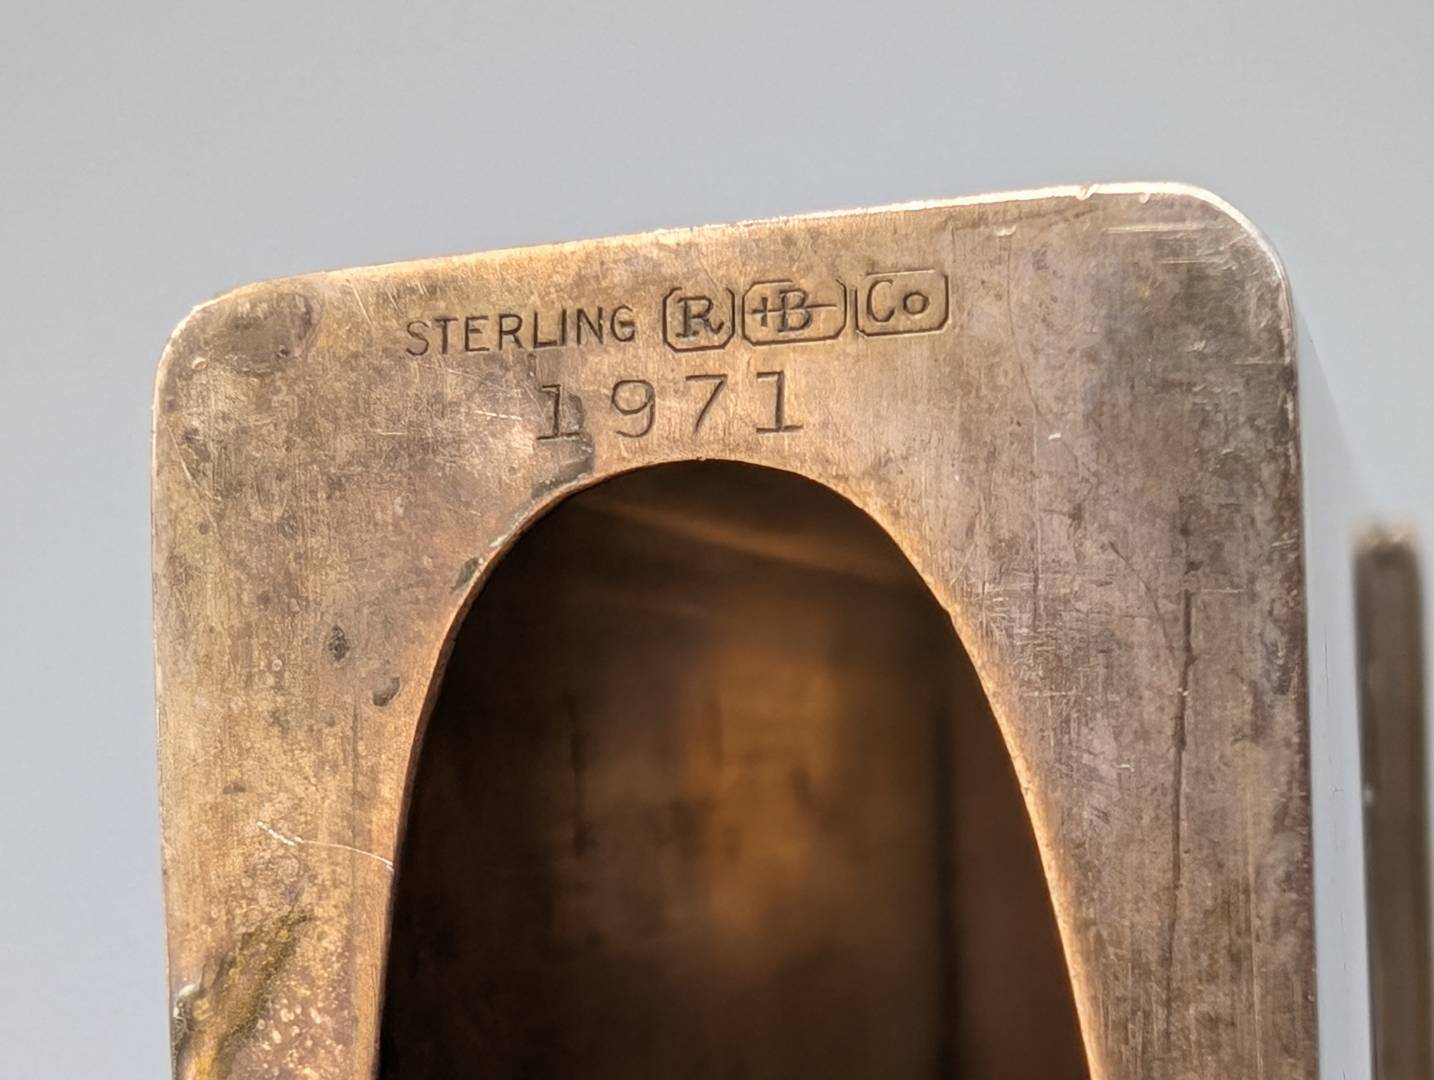 STERLING R +B- Co
1971